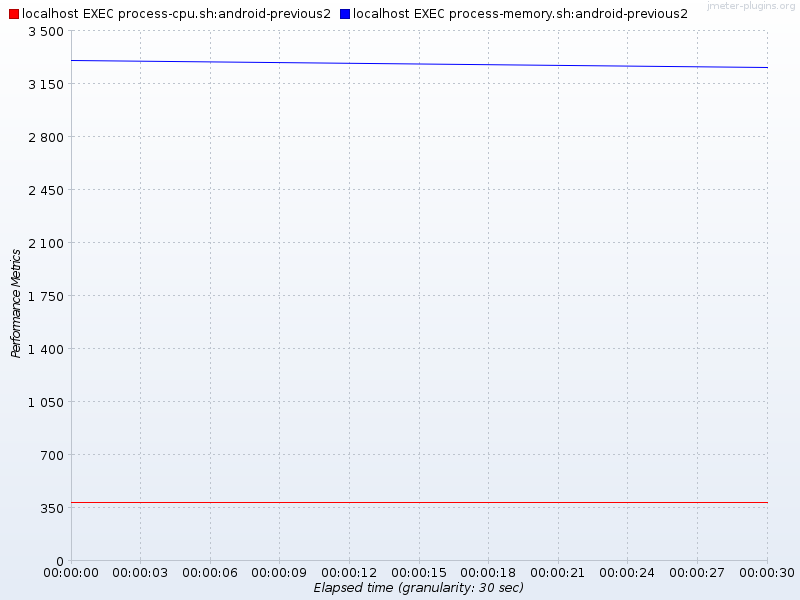 localhost EXEC process-cpu.sh:android-previous2 localhost EXEC process-memory.sh:android-previous2
jmeter-plugins.org
3 500
3 150
2 800
2 450
2 100
1 750
1 400
1 050
700
350
0
Performance Metrics
00:00:00 00:00:03 00:00:06 00:00:09 00:00:12 00:00:15 00:00:18 00:00:21 00:00:24 00:00:27 00:00:30
Elapsed time (granularity: 30 sec)